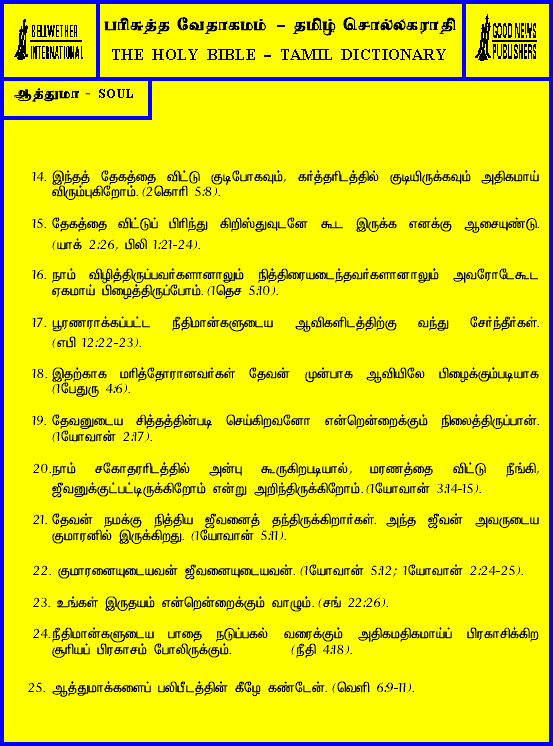 BELLWETHER
INTERNATIONAL
பரிசுத்த வேதாகமம் – தமிழ் சொல்லகராதி
THE HOLY BIBLE – TAMIL DICTIONARY
GOOD NEWS
PUBLISHERS
ஆத்துமா - SOUL
14. இந்தத் தேகத்தை விட்டு குடிபோகவும், கர்த்தரிடத்தில் குடியிருக்கவும் அதிகமாய்
விரும்புகிறோம். (2கொரி 5:8).
15. தேகத்தை விட்டுப் பிரிந்து கிறிஸ்துவுடனே கூட இருக்க எனக்கு ஆசையுண்டு.
(யாக் 2:26, பிலி 1:21-24).
16. நாம் விழித்திருப்பவர்களானாலும் நித்திரையடைந்தவர்களானாலும் அவரோடேகூட
ஏகமாய் பிழைத்திருப்போம். (1தெச 5:10).
17. பூரணராக்கப்பட்ட நீதிமான்களுடைய ஆவிகளிடத்திற்கு வந்து சேர்ந்தீர்கள்.
(எபி 12:22-23).
18. இதற்காக மரித்தோரானவர்கள் தேவன் முன்பாக ஆவியிலே பிழைக்கும்படியாக
(1பேதுரு 4:6).
19. தேவனுடைய சித்தத்தின்படி செய்கிறவனோ என்றென்றைக்கும் நிலைத்திருப்பான்.
(1யோவான் 2:17).
20.நாம் சகோதரரிடத்தில் அன்பு கூருகிறபடியால், மரணத்தை விட்டு நீங்கி,
ஜீவனுக்குட்பட்டிருக்கிறோம் என்று அறிந்திருக்கிறோம். (1யோவான் 3:14-15).
21. தேவன் நமக்கு நித்திய ஜீவனைத் தந்திருக்கிறார்கள். அந்த ஜீவன் அவருடைய
குமாரனில் இருக்கிறது. (1யோவான் 5:11).
22. குமாரனையுடையவன் ஜீவனையுடையவன். (1யோவான் 5:12; 1யோவான் 2:24-25).
23. உங்கள் இருதயம் என்றென்றைக்கும் வாழும். (சங் 22:26).
24.நீதிமான்களுடைய பாதை நடுப்பகல் வரைக்கும் அதிகமதிகமாய்ப் பிரகாசிக்கிற
சூரியப் பிரகாசம் போலிருக்கும். (நீதி 4:18).
25. ஆத்துமாக்களைப் பலிபீடத்தின் கீழே கண்டேன். (வெளி 6:9-11).